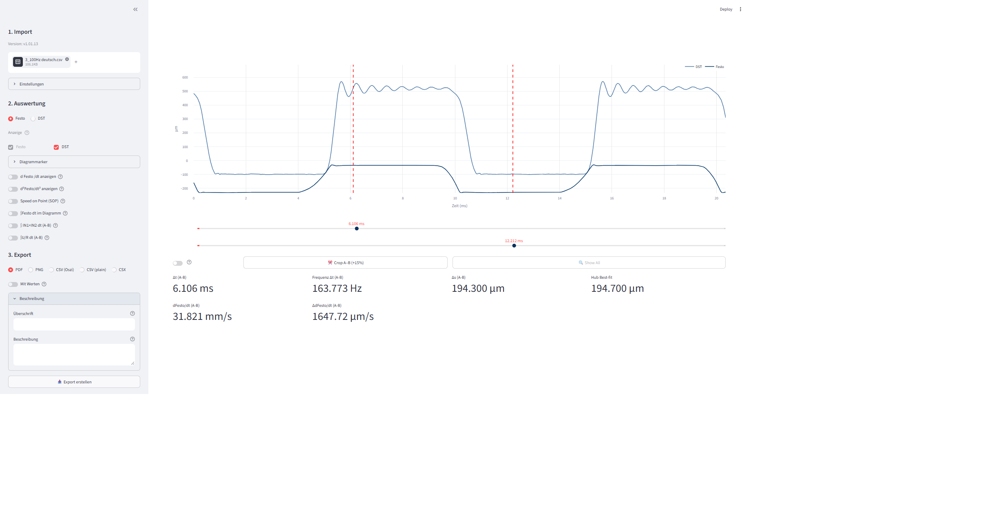 Deploy
1. Import
Version: v1.01.13
3_100Hz deutsch.csv
106.1KB
Einstellungen
2. Auswertung
Festo DST
Anzeige
Festo DST
Diagrammarker
d Festo /dt anzeigen
d²Festo/dt² anzeigen
Speed on Point (SOP)
∫Festo dt im Diagramm
∫ IN1×IN2 dt (A-B)
∫U/R dt (A-B)
3. Export
PDF PNG CSV (Oszi) CSV (plain) CSX
Mit Werten
Beschreibung
Überschrift
Beschreibung
Export erstellen
DST Festo
600
500
400
300
200
100
0
−100
−200
µm
0 2 4 6 8 10 12 14 16 18 20
Zeit (ms)
6.106 ms
12.212 ms
Crop A–B (+15%)
Show All
Δt (A-B)
6.106 ms
Frequenz Δt (A-B)
163.773 Hz
Δs (A-B)
194.300 µm
Hub Best-fit
194.700 µm
dFesto/dt (A-B)
31.821 mm/s
ΔdFesto/dt (A-B)
1647.72 µm/s